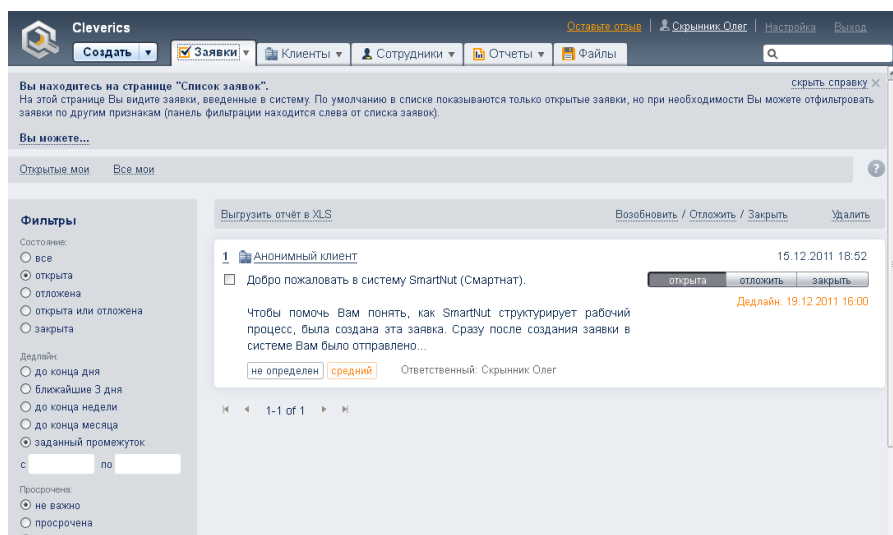 Cleverics
Оставьте отзыв Скрынник Олег Настройка Выход
Создать Заявки Клиенты Сотрудники Отчеты Файлы
Вы находитесь на странице "Список заявок". скрыть справку
На этой странице Вы видите заявки, введенные в систему. По умолчанию в списке показываются только открытые заявки, но при необходимости Вы можете отфильтровать
заявки по другим признакам (панель фильтрации находится слева от списка заявок).
Вы можете...
Открытые мои Все мои ?
Фильтры
Состояние:
все
открыта
отложена
открыта или отложена
закрыта
Дедлайн:
до конца дня
ближайшие 3 дня
до конца недели
до конца месяца
заданный промежуток
с по
Просрочена:
не важно
просрочена
Выгрузить отчёт в XLS Возобновить / Отложить / Закрыть Удалить
1 Анонимный клиент 15.12.2011 18:52
Добро пожаловать в систему SmartNut (Смартнат). открыта отложить закрыть
Дедлайн: 19.12.2011 16:00
Чтобы помочь Вам понять, как SmartNut структурирует рабочий
процесс, была создана эта заявка. Сразу после создания заявки в
системе Вам было отправлено...
не определен средний Ответственный: Скрынник Олег
1-1 of 1